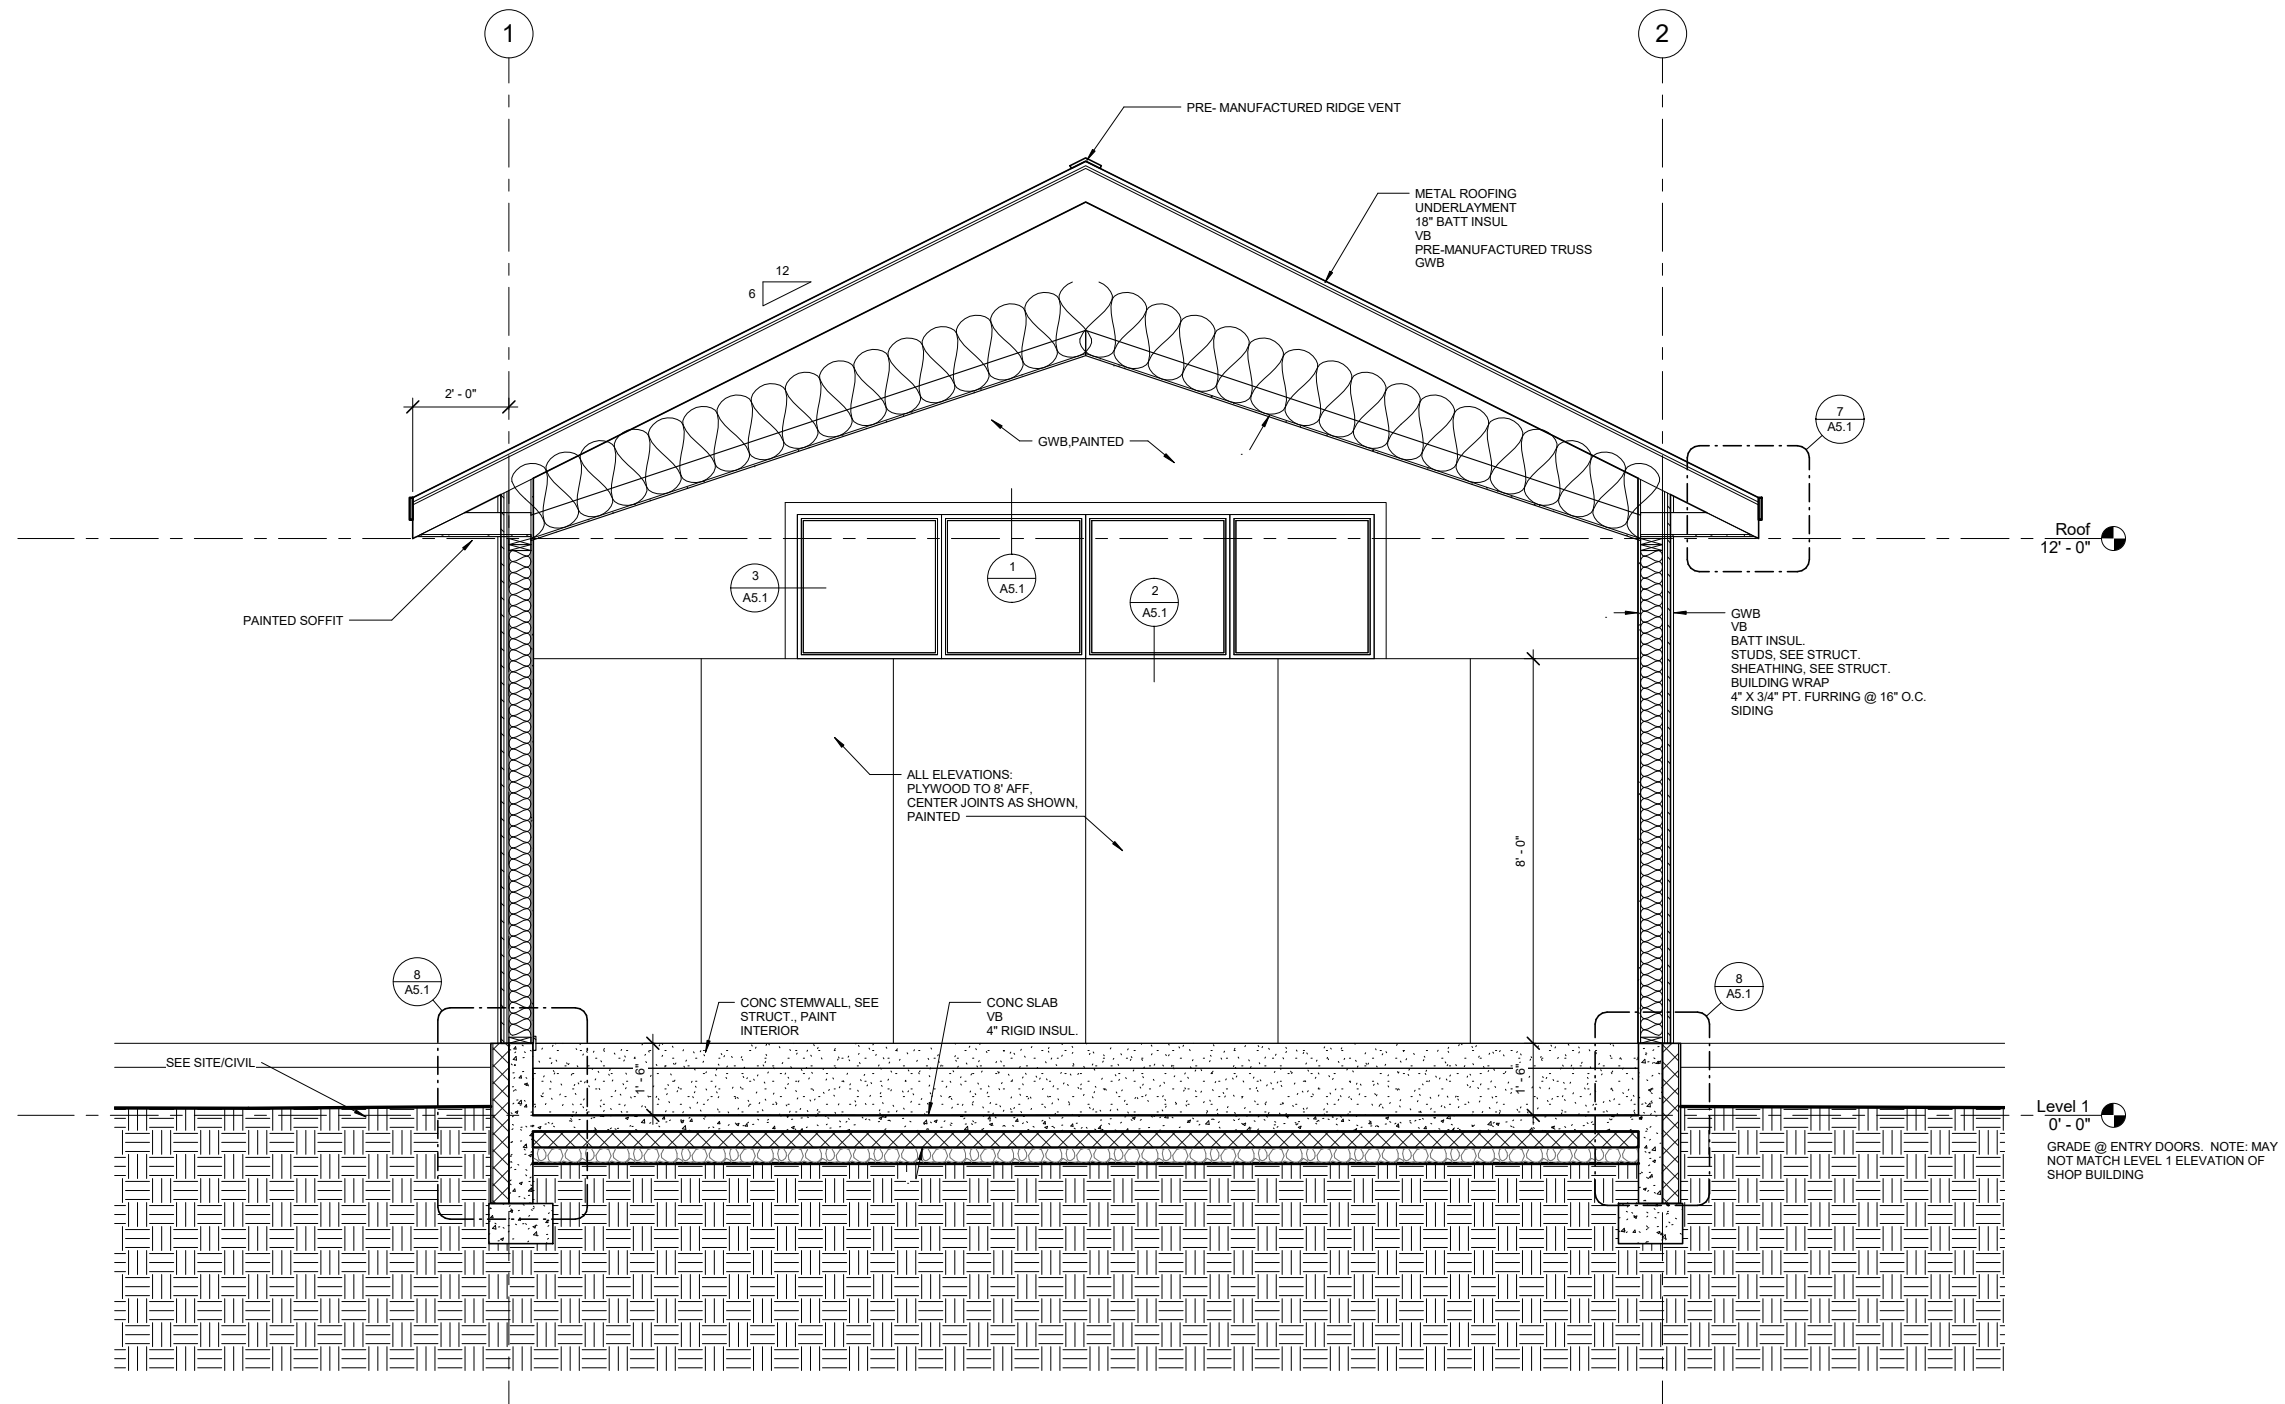 1
2
PRE- MANUFACTURED RIDGE VENT
METAL ROOFING
UNDERLAYMENT
18" BATT INSUL
VB
PRE-MANUFACTURED TRUSS
GWB
12
6
2' - 0"
7
A5.1
GWB,PAINTED
Roof
12' - 0"
3
A5.1
1
A5.1
2
A5.1
PAINTED SOFFIT
GWB
VB
BATT INSUL.
STUDS, SEE STRUCT.
SHEATHING, SEE STRUCT.
BUILDING WRAP
4" X 3/4" PT. FURRING @ 16" O.C.
SIDING
ALL ELEVATIONS:
PLYWOOD TO 8' AFF,
CENTER JOINTS AS SHOWN,
PAINTED
8' - 0"
8
A5.1
8
A5.1
CONC STEMWALL, SEE
STRUCT., PAINT
INTERIOR
CONC SLAB
VB
4" RIGID INSUL.
SEE SITE/CIVIL
1' - 6"
1' - 6"
Level 1
0' - 0"
GRADE @ ENTRY DOORS.  NOTE: MAY
NOT MATCH LEVEL 1 ELEVATION OF
SHOP BUILDING